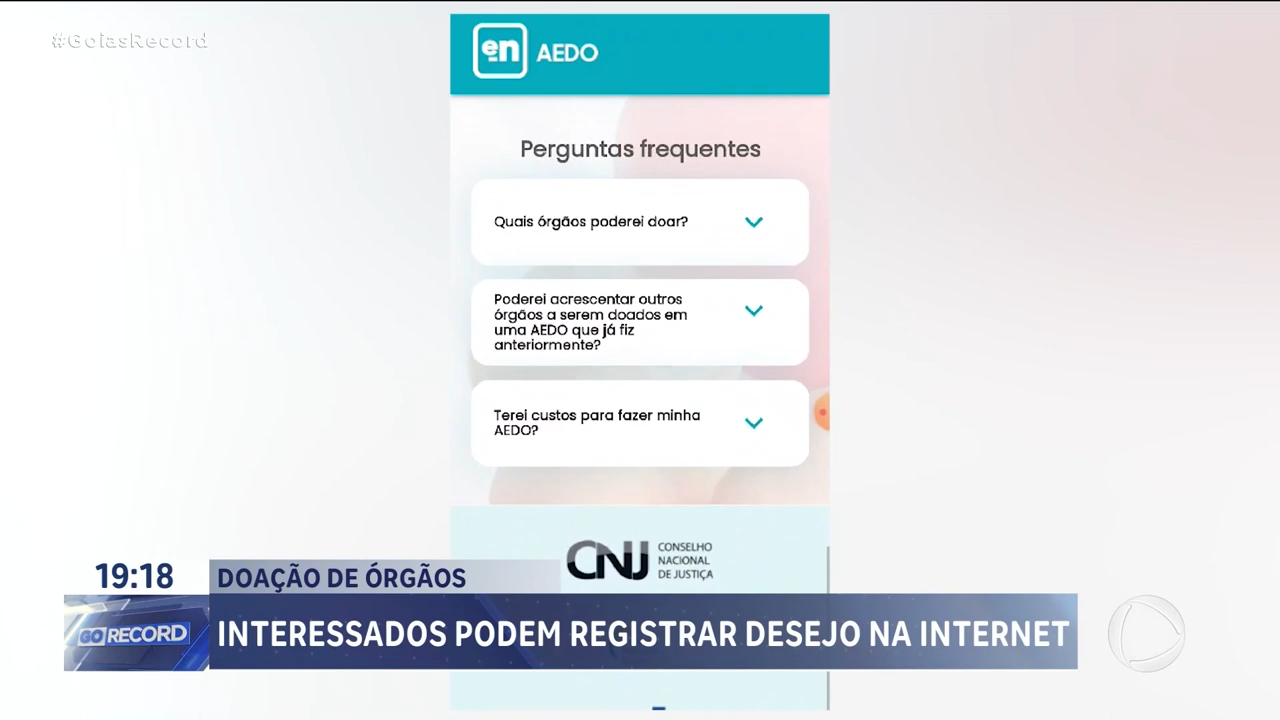 #GoiasRecord
en AEDO
Perguntas frequentes
Quais órgãos poderei doar?
Poderei acrescentar outros
órgãos a serem doados em
uma AEDO que já fiz
anteriormente?
Terei custos para fazer minha
AEDO?
CNJ
CONSELHO
NACIONAL
DE JUSTIÇA
19:18
DOAÇÃO DE ÓRGÃOS
GO RECORD
INTERESSADOS PODEM REGISTRAR DESEJO NA INTERNET